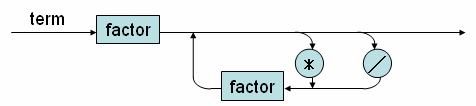 term
factor
* /
factor